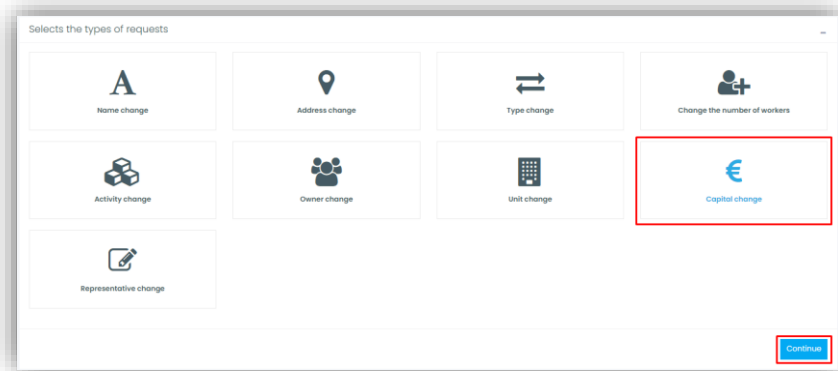 Selects the types of requests
Name change
Address change
Type change
Change the number of workers
Activity change
Owner change
Unit change
Capital change
Representative change
Continue